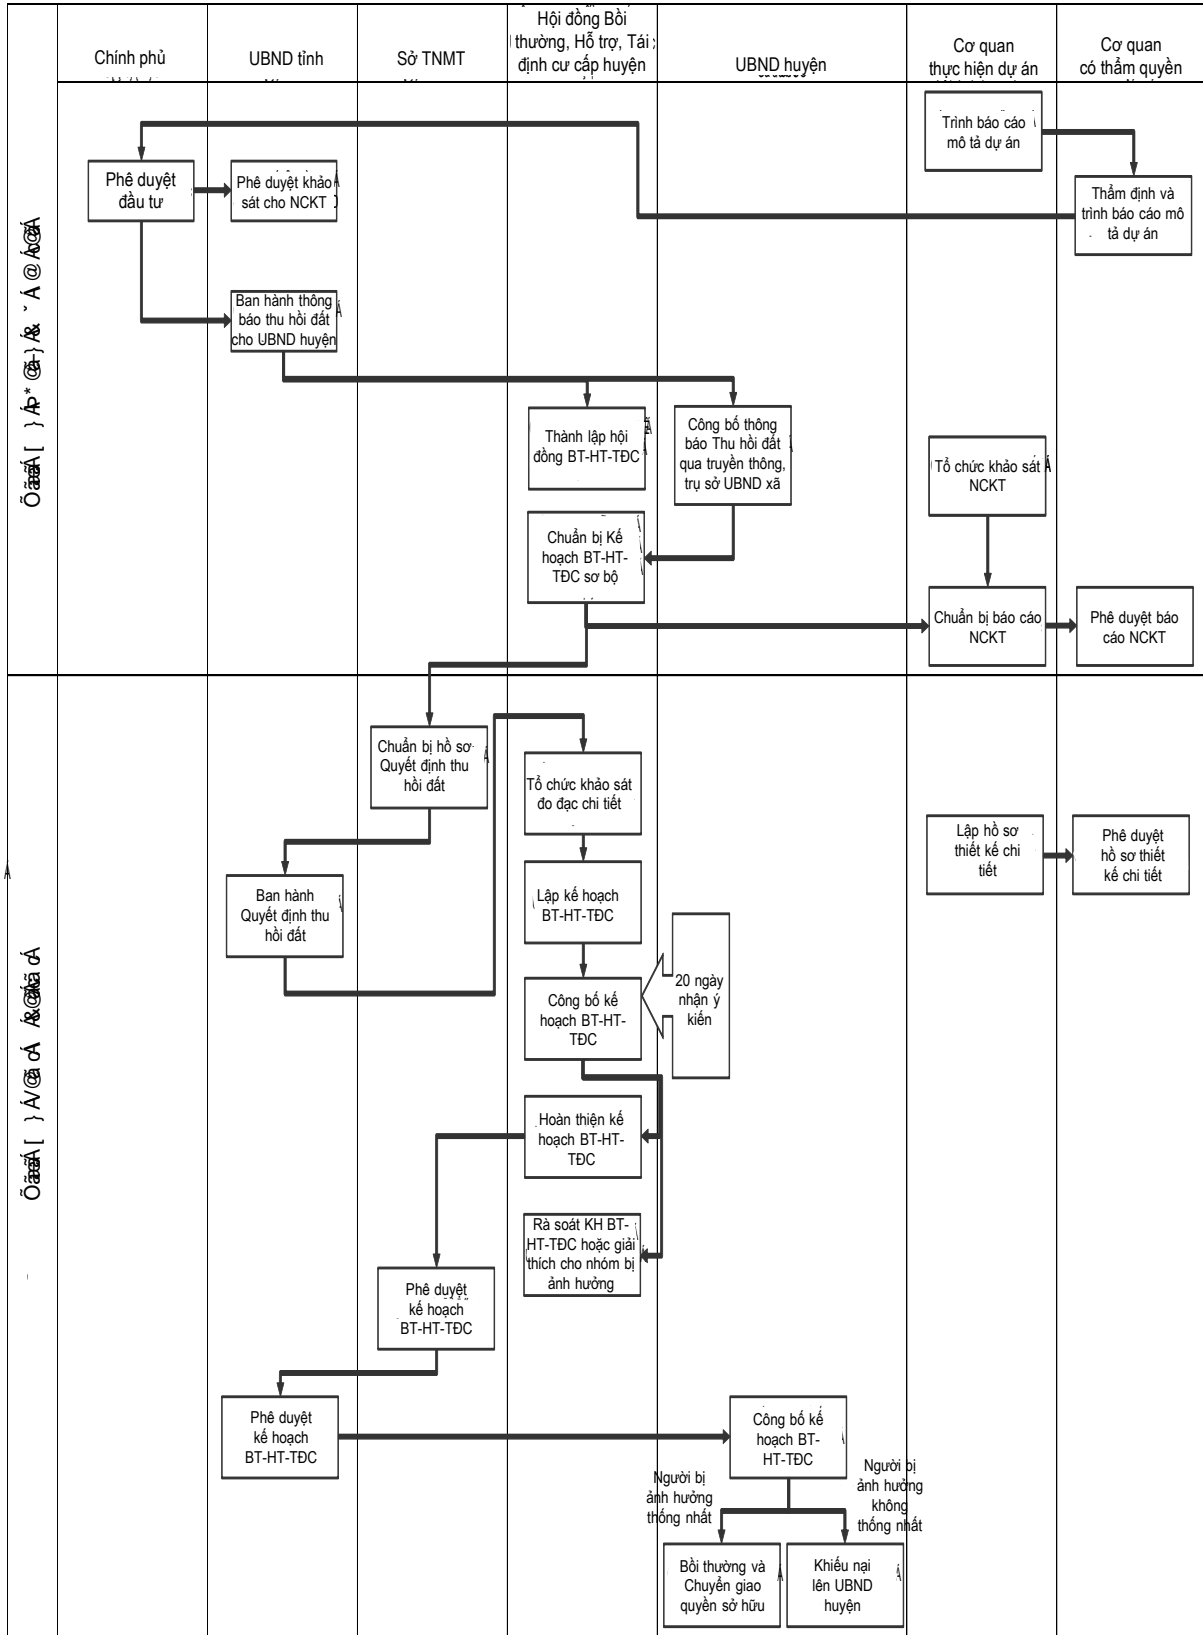 Chính phủ
UBND tỉnh
Sở TNMT
Hội đồng Bồi
thường, Hỗ trợ, Tái
định cư cấp huyện
UBND huyện
Cơ quan
thực hiện dự án
Cơ quan
có thẩm quyền
Trình báo cáo
mô tả dự án
Phê duyệt
đầu tư
Phê duyệt khảo
sát cho NCKT
Thẩm định và
trình báo cáo mô
tả dự án
Ban hành thông
báo thu hồi đất
cho UBND huyện
Thành lập hội
đồng BT-HT-TĐC
Công bố thông
báo Thu hồi đất
qua truyền thông,
trụ sở UBND xã
Tổ chức khảo sát
NCKT
Chuẩn bị Kế
hoạch BT-HT-
TĐC sơ bộ
Chuẩn bị báo cáo
NCKT
Phê duyệt báo
cáo NCKT
Chuẩn bị hồ sơ
Quyết định thu
hồi đất
Tổ chức khảo sát
đo đạc chi tiết
Lập hồ sơ
thiết kế chi
tiết
Phê duyệt
hồ sơ thiết
kế chi tiết
Ban hành
Quyết định thu
hồi đất
Lập kế hoạch
BT-HT-TĐC
20 ngày
nhận ý
kiến
Công bố kế
hoạch BT-HT-
TĐC
Hoàn thiện kế
hoạch BT-HT-
TĐC
Rà soát KH BT-
HT-TĐC hoặc giải
thích cho nhóm bị
ảnh hưởng
Phê duyệt
kế hoạch
BT-HT-TĐC
Phê duyệt
kế hoạch
BT-HT-TĐC
Công bố kế
hoạch BT-
HT-TĐC
Người bị
ảnh hưởng
thống nhất
Người bị
ảnh hưởng
không
thống nhất
Bồi thường và
Chuyển giao
quyền sở hữu
Khiếu nại
lên UBND
huyện